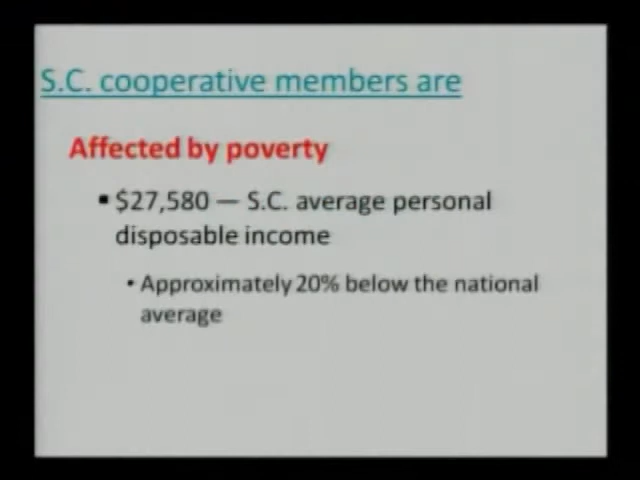 S.C. cooperative members are
Affected by poverty
▪ $27,580 — S.C. average personal
disposable income
• Approximately 20% below the national
average